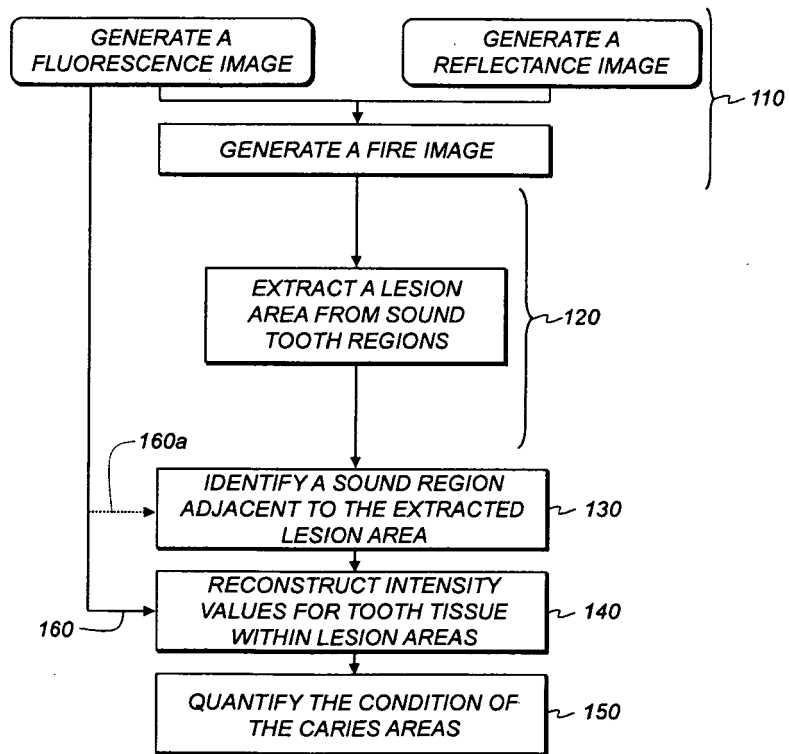 GENERATE A
FLUORESCENCE IMAGE
GENERATE A
REFLECTANCE IMAGE
110
GENERATE A FIRE IMAGE
EXTRACT A LESION
AREA FROM SOUND
TOOTH REGIONS
120
160a
IDENTIFY A SOUND REGION
ADJACENT TO THE EXTRACTED
LESION AREA
130
RECONSTRUCT INTENSITY
VALUES FOR TOOTH TISSUE
WITHIN LESION AREAS
140
160
QUANTIFY THE CONDITION OF
THE CARIES AREAS
150